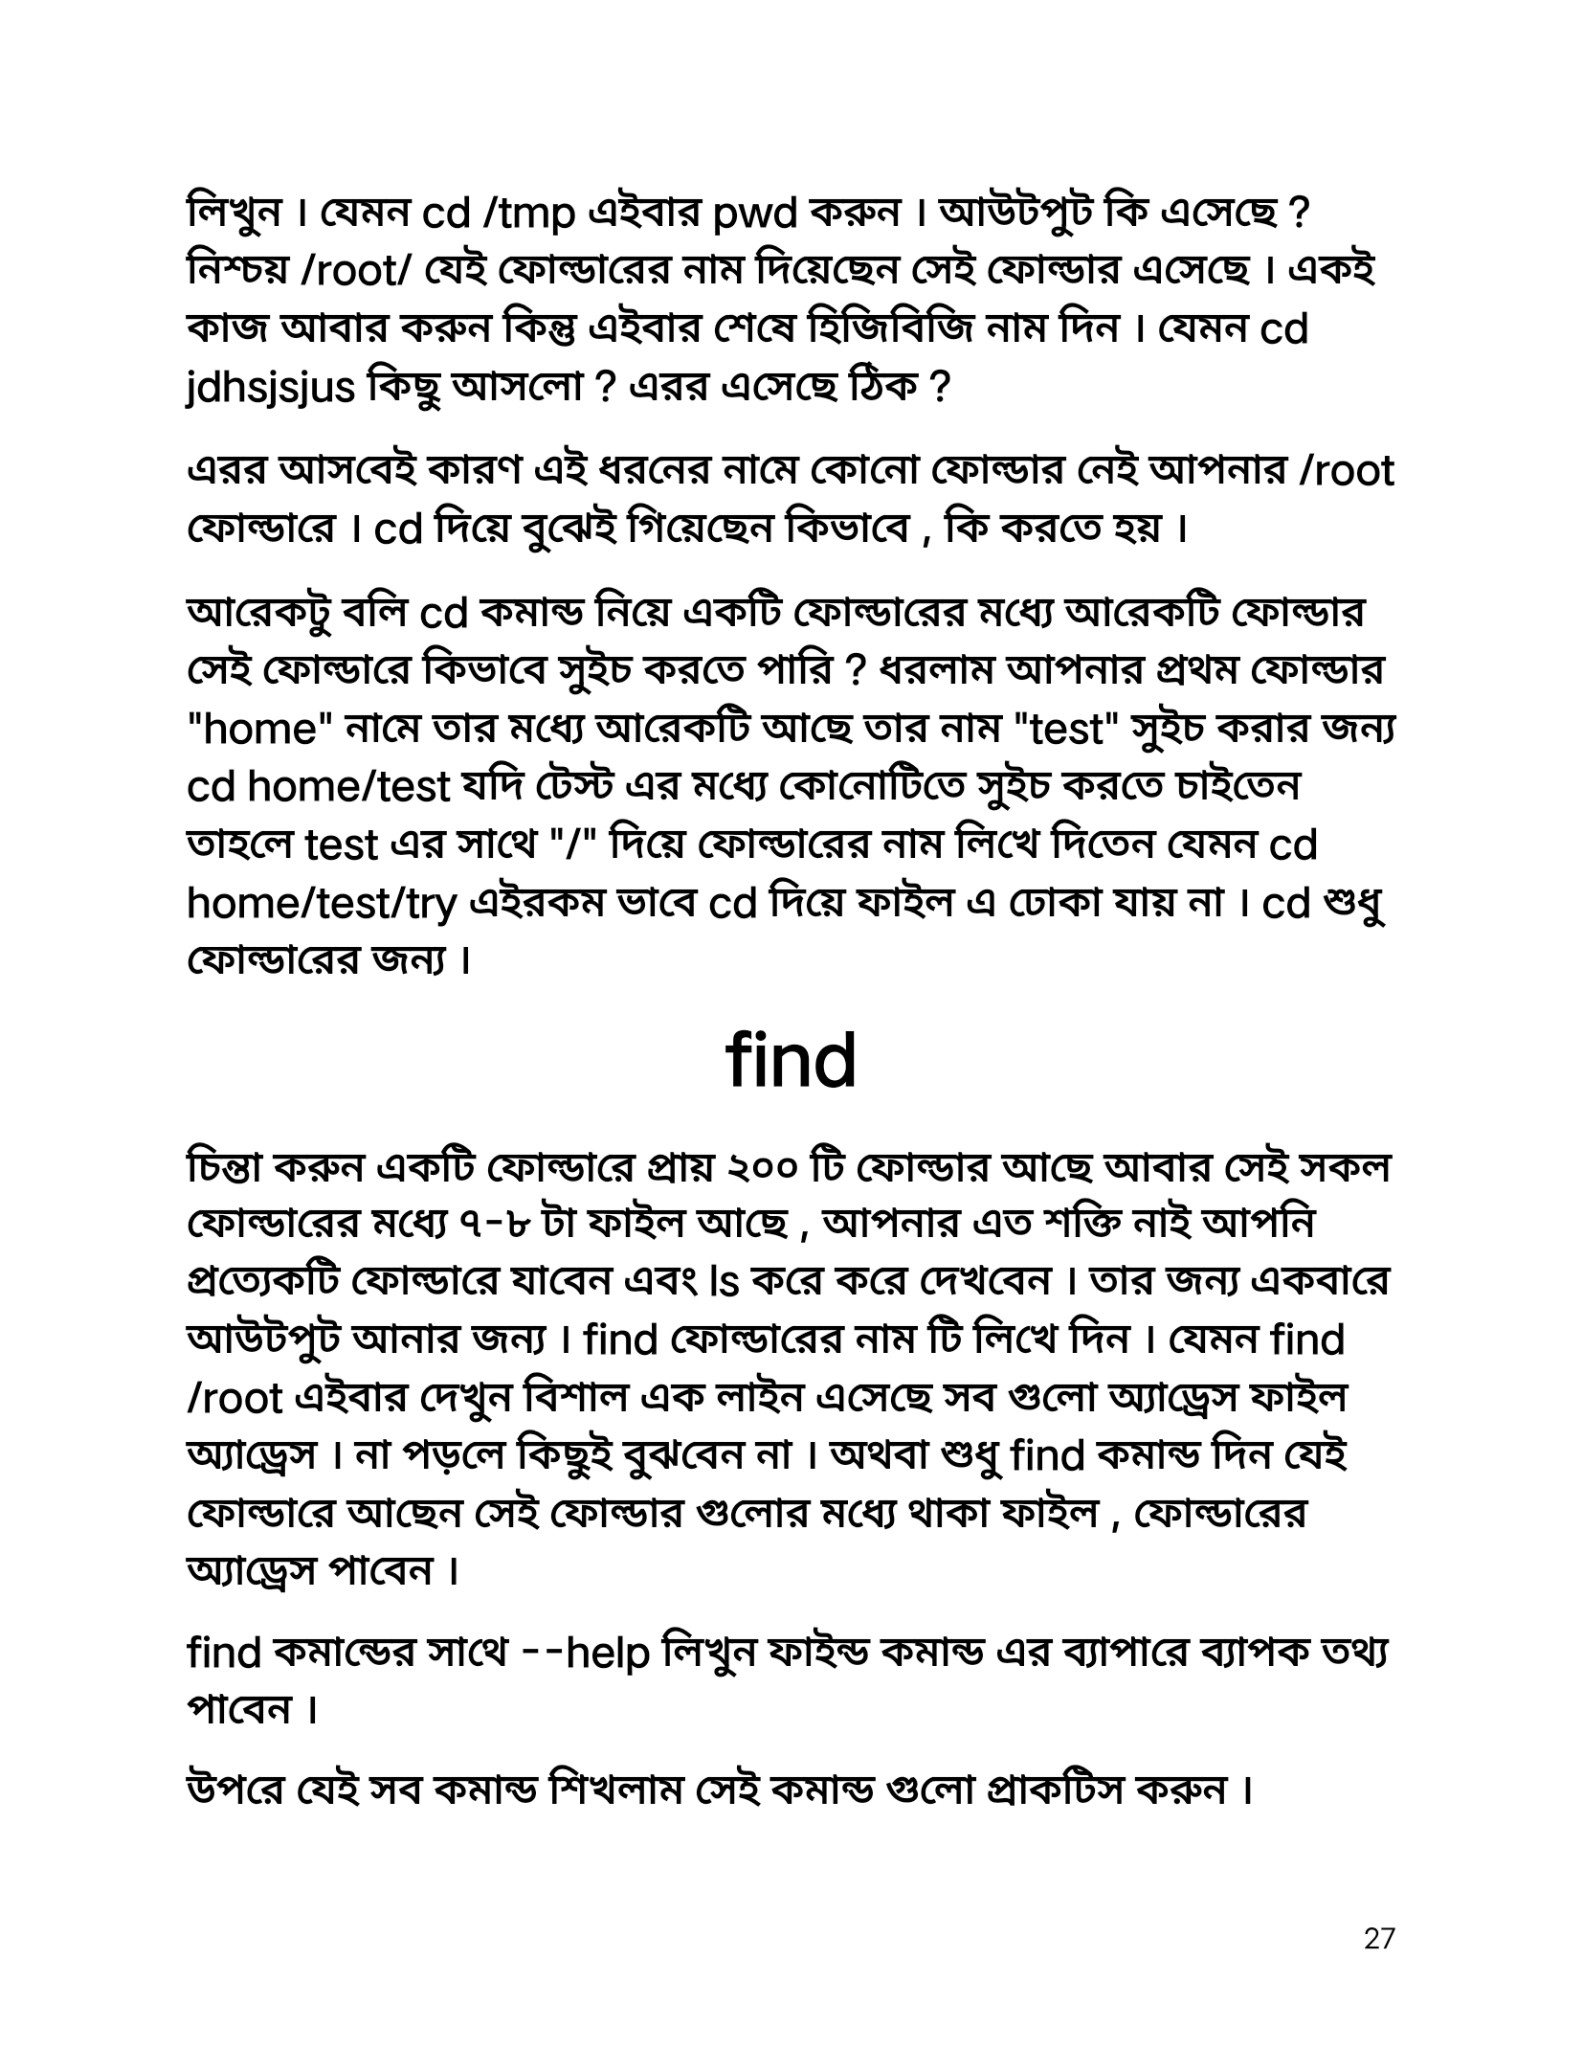 লিখুন । যেমন cd /tmp এইবার pwd করুন । আউটপুট কি এসেছে ?
নিশ্চয় /root/ যেই ফোল্ডারের নাম দিয়েছেন সেই ফোল্ডার এসেছে । একই
কাজ আবার করুন কিন্তু এইবার শেষে হিজিবিজি নাম দিন । যেমন cd
jdhsjsjus কিছু আসলো ? এরর এসেছে ঠিক ?
এরর আসবেই কারণ এই ধরনের নামে কোনো ফোল্ডার নেই আপনার /root
ফোল্ডারে । cd দিয়ে বুঝেই গিয়েছেন কিভাবে , কি করতে হয় ।
আরেকটু বলি cd কমান্ড নিয়ে একটি ফোল্ডারের মধ্যে আরেকটি ফোল্ডার
সেই ফোল্ডারে কিভাবে সুইচ করতে পারি ? ধরলাম আপনার প্রথম ফোল্ডার
"home" নামে তার মধ্যে আরেকটি আছে তার নাম "test" সুইচ করার জন্য
cd home/test যদি টেস্ট এর মধ্যে কোনোটিতে সুইচ করতে চাইতেন
তাহলে test এর সাথে "/" দিয়ে ফোল্ডারের নাম লিখে দিতেন যেমন cd
home/test/try এইরকম ভাবে cd দিয়ে ফাইল এ ঢোকা যায় না । cd শুধু
ফোল্ডারের জন্য ।
find
চিন্তা করুন একটি ফোল্ডারে প্রায় ২০০ টি ফোল্ডার আছে আবার সেই সকল
ফোল্ডারের মধ্যে ৭-৮ টা ফাইল আছে , আপনার এত শক্তি নাই আপনি
প্রত্যেকটি ফোল্ডারে যাবেন এবং ls করে করে দেখবেন । তার জন্য একবারে
আউটপুট আনার জন্য । find ফোল্ডারের নাম টি লিখে দিন । যেমন find
/root এইবার দেখুন বিশাল এক লাইন এসেছে সব গুলো অ্যাড্রেস ফাইল
অ্যাড্রেস । না পড়লে কিছুই বুঝবেন না । অথবা শুধু find কমান্ড দিন যেই
ফোল্ডারে আছেন সেই ফোল্ডার গুলোর মধ্যে থাকা ফাইল , ফোল্ডারের
অ্যাড্রেস পাবেন ।
find কমান্ডের সাথে --help লিখুন ফাইন্ড কমান্ড এর ব্যাপারে ব্যাপক তথ্য
পাবেন ।
উপরে যেই সব কমান্ড শিখলাম সেই কমান্ড গুলো প্রাকটিস করুন ।
27